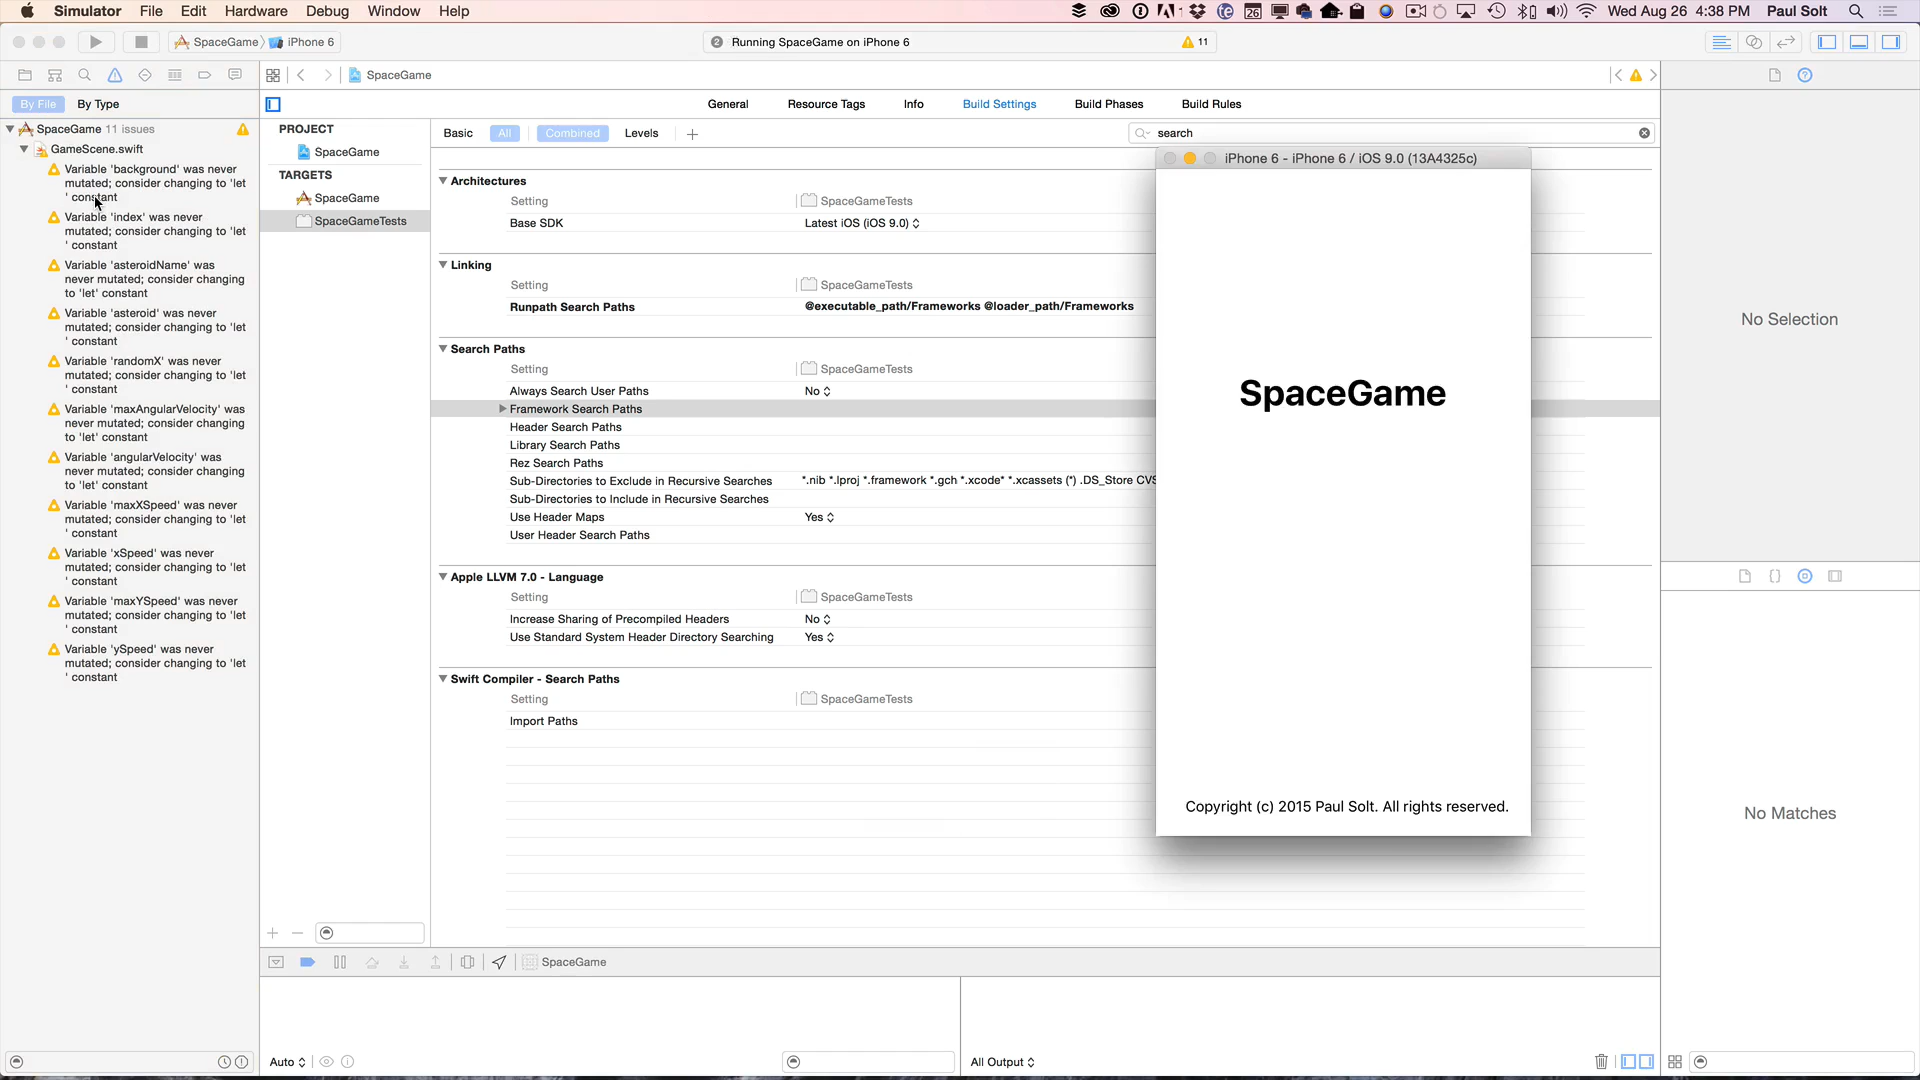 Simulator File Edit Hardware Debug Window Help
26 Wed Aug 26 4:38 PM Paul Solt
SpaceGame iPhone 6
2 Running SpaceGame on iPhone 6 11
SpaceGame
By File By Type
General Resource Tags Info Build Settings Build Phases Build Rules
SpaceGame 11 issues
GameScene.swift
Variable 'background' was never
mutated; consider changing to 'let
' constant
Variable 'index' was never
mutated; consider changing to 'let
' constant
Variable 'asteroidName' was
never mutated; consider changing
to 'let' constant
Variable 'asteroid' was never
mutated; consider changing to 'let
' constant
Variable 'randomX' was never
mutated; consider changing to 'let
' constant
Variable 'maxAngularVelocity' was
never mutated; consider changing
to 'let' constant
Variable 'angularVelocity' was
never mutated; consider changing
to 'let' constant
Variable 'maxXSpeed' was never
mutated; consider changing to 'let
' constant
Variable 'xSpeed' was never
mutated; consider changing to 'let
' constant
Variable 'maxYSpeed' was never
mutated; consider changing to 'let
' constant
Variable 'ySpeed' was never
mutated; consider changing to 'let
' constant
PROJECT
SpaceGame
TARGETS
SpaceGame
SpaceGameTests
Basic All Combined Levels +
search
Architectures
Setting SpaceGameTests
Base SDK Latest iOS (iOS 9.0)
Linking
Setting SpaceGameTests
Runpath Search Paths @executable_path/Frameworks @loader_path/Frameworks
Search Paths
Setting SpaceGameTests
Always Search User Paths No
Framework Search Paths
Header Search Paths
Library Search Paths
Rez Search Paths
Sub-Directories to Exclude in Recursive Searches *.nib *.lproj *.framework *.gch *.xcode* *.xcassets (*) .DS_Store CVS
Sub-Directories to Include in Recursive Searches
Use Header Maps Yes
User Header Search Paths
Apple LLVM 7.0 - Language
Setting SpaceGameTests
Increase Sharing of Precompiled Headers No
Use Standard System Header Directory Searching Yes
Swift Compiler - Search Paths
Setting SpaceGameTests
Import Paths
iPhone 6 - iPhone 6 / iOS 9.0 (13A4325c)
SpaceGame
Copyright (c) 2015 Paul Solt. All rights reserved.
No Selection
No Matches
SpaceGame
Auto
All Output